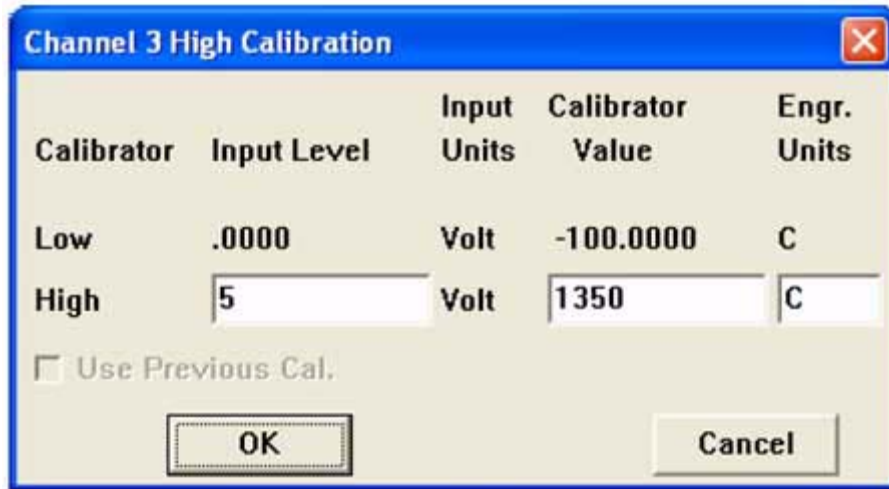 Channel 3 High Calibration
Input Calibrator Engr.
Calibrator Input Level Units Value Units
Low .0000 Volt -100.0000 C
High 5 Volt 1350 C
Use Previous Cal.
OK Cancel